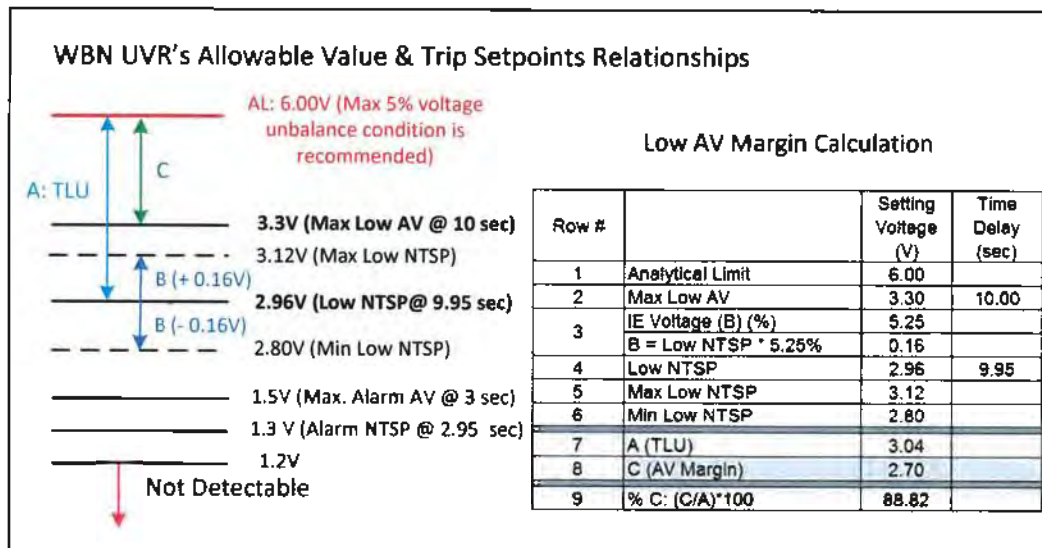 WBN UVR's Allowable Value & Trip Setpoints Relationships
AL: 6.00V (Max 5% voltage
unbalance condition is
recommended)
C
A: TLU
3.3V (Max Low AV @ 10 sec)
3.12V (Max Low NTSP)
B (+ 0.16V)
2.96V (Low NTSP@ 9.95 sec)
B (- 0.16V)
2.80V (Min Low NTSP)
1.5V (Max. Alarm AV @ 3 sec)
1.3 V (Alarm NTSP @ 2.95 sec)
1.2V
Not Detectable
Low AV Margin Calculation
Row # Setting Voltage (V) Time Delay (sec)
1 Analytical Limit 6.00
2 Max Low AV 3.30 10.00
3 IE Voltage (B) (%) 5.25
B = Low NTSP * 5.25% 0.16
4 Low NTSP 2.96 9.95
5 Max Low NTSP 3.12
6 Min Low NTSP 2.80
7 A (TLU) 3.04
8 C (AV Margin) 2.70
9 % C: (C/A)*100 88.82